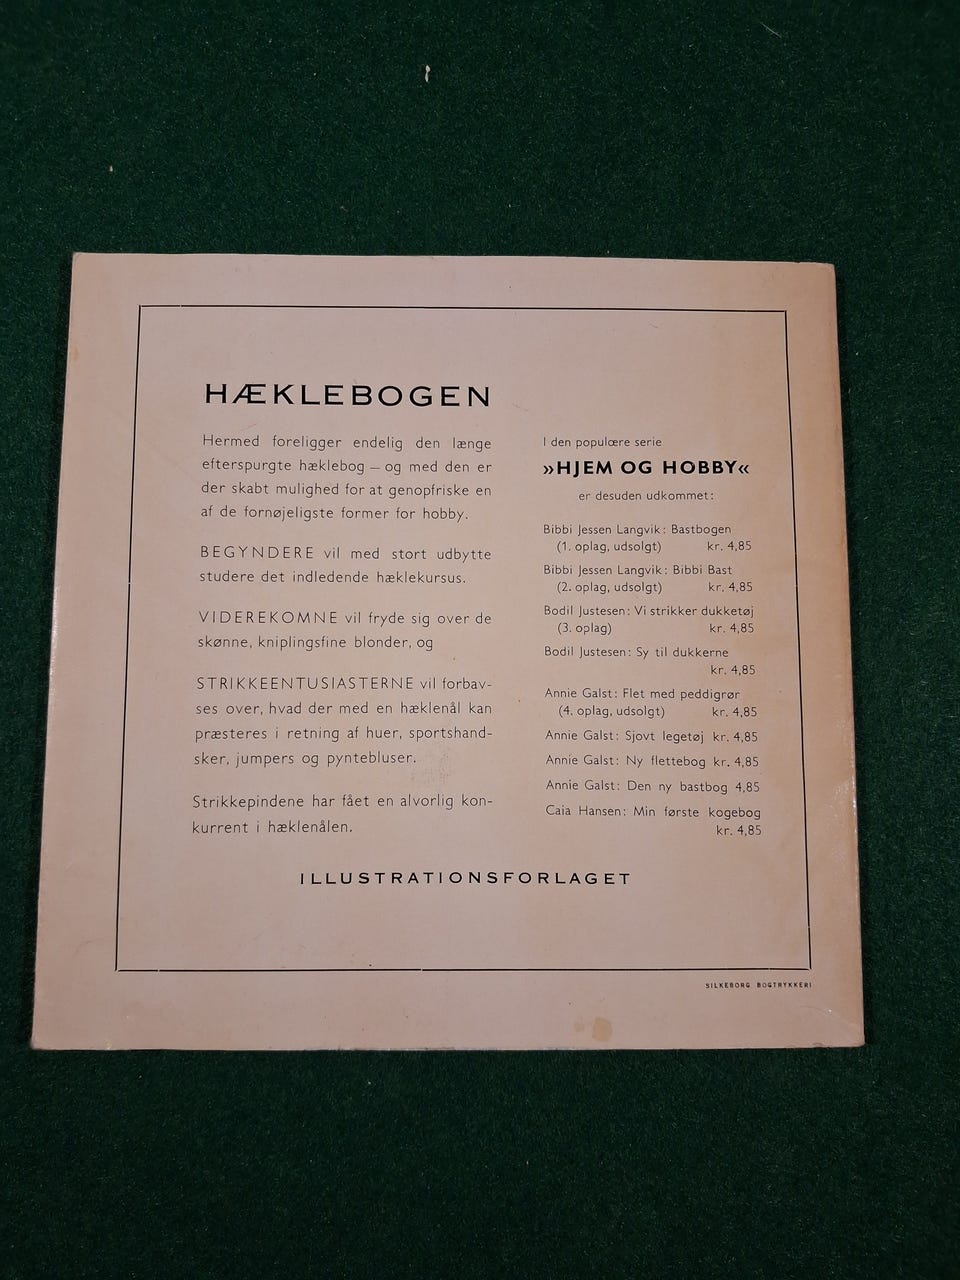 HÆKLEBOGEN
Hermed foreligger endelig den længe
efterspurgte hæklebog – og med den er
der skabt mulighed for at genopfriske en
af de fornøjeligste former for hobby.
BEGYNDERE vil med stort udbytte
studere det indledende hæklekursus.
VIDEREKOMNE vil fryde sig over de
skønne, kniplingsfine blonder, og
STRIKKEENTUSIASTERNE vil forbav-
ses over, hvad der med en hæklenål kan
præsteres i retning af huer, sportshand-
sker, jumpers og pyntebluser.
Strikkepindene har fået en alvorlig kon-
kurrent i hæklenålen.
I den populære serie
»HJEM OG HOBBY«
er desuden udkommet:
Bibbi Jessen Langvik: Bastbogen
(1. oplag, udsolgt) kr. 4,85
Bibbi Jessen Langvik: Bibbi Bast
(2. oplag, udsolgt) kr. 4,85
Bodil Justesen: Vi strikker dukketøj
(3. oplag) kr. 4,85
Bodil Justesen: Sy til dukkerne
kr. 4,85
Annie Galst: Flet med peddigrør
(4. oplag, udsolgt) kr. 4,85
Annie Galst: Sjovt legetøj kr. 4,85
Annie Galst: Ny flettebog kr. 4,85
Annie Galst: Den ny bastbog 4,85
Caia Hansen: Min første kogebog
kr. 4,85
ILLUSTRATIONSFORLAGET
SILKEBORG BOGTRYKKERI